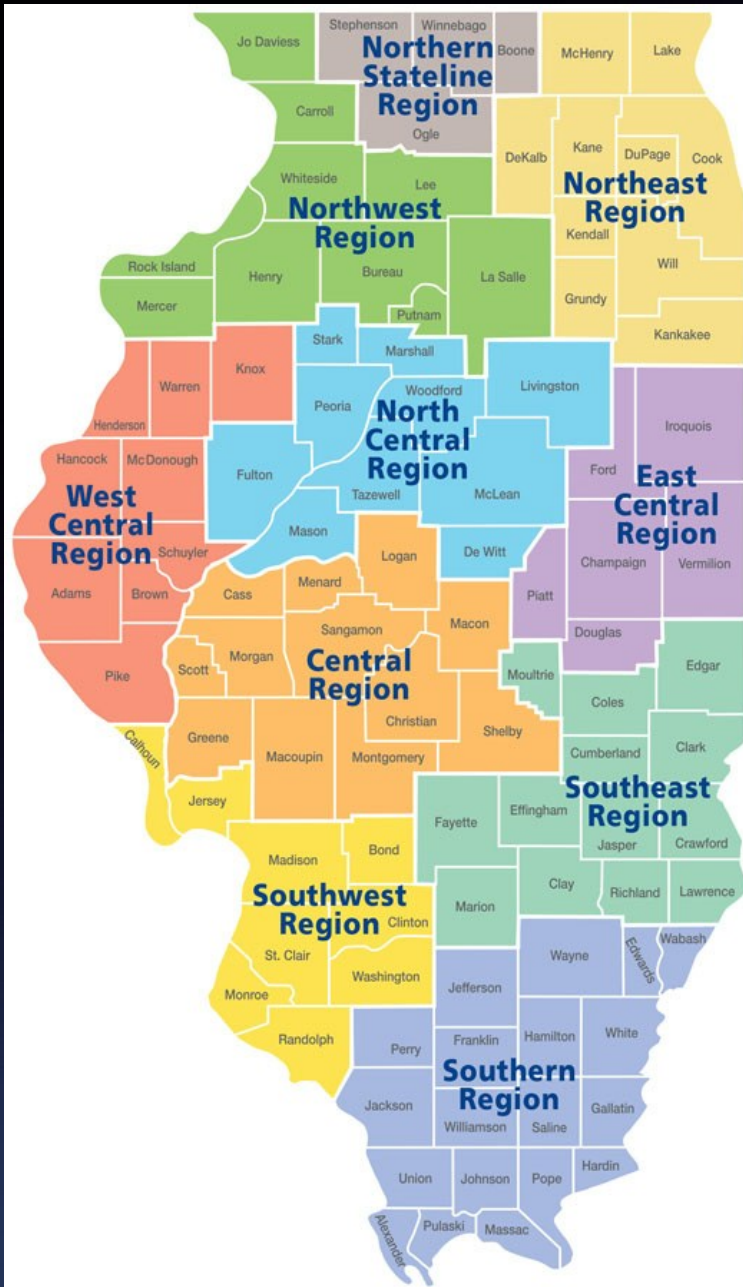 Jo Daviess
Stephenson
Winnebago
Boone
McHenry
Lake
Northern
Stateline
Region
Carroll
Ogle
DeKalb
Kane
DuPage
Cook
Northeast
Region
Whiteside
Lee
Northwest
Region
Kendall
Will
Rock Island
Henry
Bureau
La Salle
Grundy
Mercer
Putnam
Kankakee
Stark
Marshall
Henderson
Warren
Knox
Peoria
Woodford
Livingston
North
Central
Region
Iroquois
Hancock
McDonough
Fulton
Tazewell
McLean
Ford
East
Central
Region
West
Central
Region
Mason
Schuyler
Logan
De Witt
Champaign
Vermilion
Adams
Brown
Cass
Menard
Piatt
Sangamon
Macon
Douglas
Pike
Scott
Morgan
Central
Region
Moultrie
Edgar
Christian
Coles
Calhoun
Greene
Macoupin
Montgomery
Shelby
Cumberland
Clark
Southeast
Region
Jersey
Fayette
Effingham
Jasper
Crawford
Madison
Bond
Clay
Richland
Lawrence
Southwest
Region
Clinton
Marion
St. Clair
Washington
Wayne
Edwards
Wabash
Monroe
Jefferson
Randolph
Perry
Franklin
Hamilton
White
Southern
Region
Jackson
Williamson
Saline
Gallatin
Union
Johnson
Pope
Hardin
Alexander
Pulaski
Massac